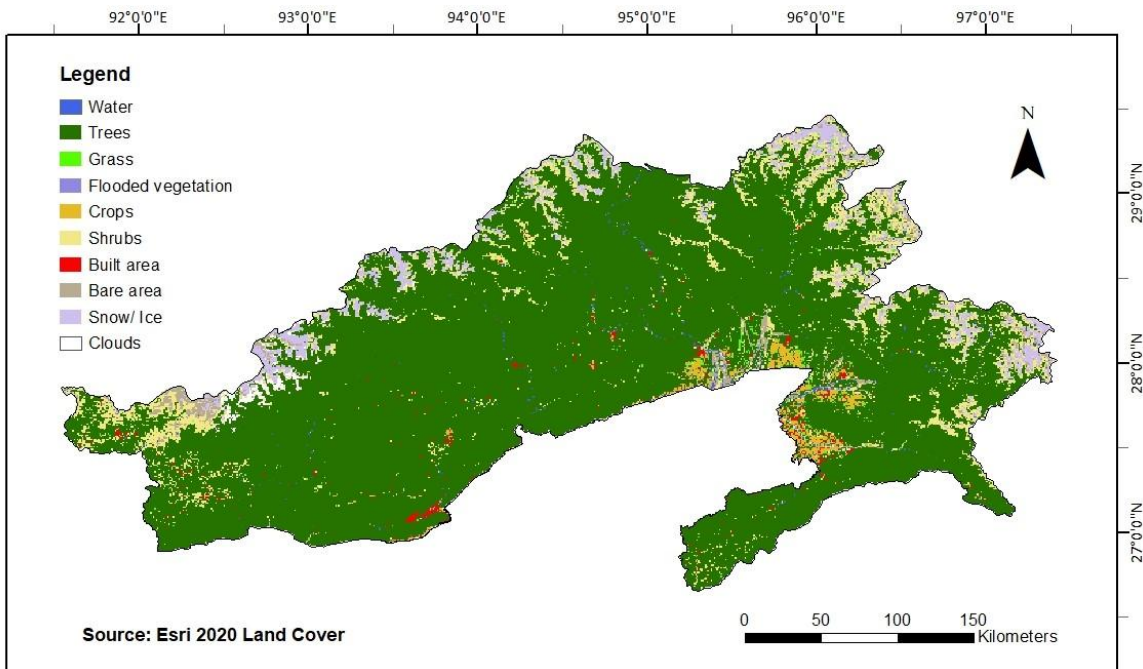 92°0'0"E 93°0'0"E 94°0'0"E 95°0'0"E 96°0'0"E 97°0'0"E
Legend
Water
Trees
Grass
Flooded vegetation
Crops
Shrubs
Built area
Bare area
Snow/ Ice
Clouds
N
29°0'0"N
28°0'0"N
27°0'0"N
Source: Esri 2020 Land Cover
0 50 100 150
Kilometers